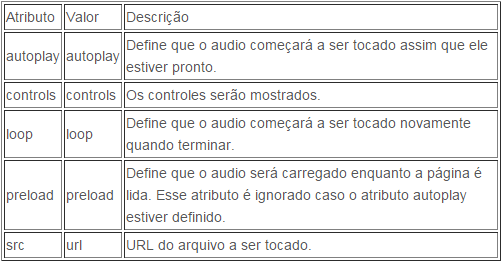 Atributo Valor Descrição
autoplay autoplay Define que o audio começará a ser tocado assim que ele
estiver pronto.
controls controls Os controles serão mostrados.
loop loop Define que o audio começará a ser tocado novamente
quando terminar.
preload preload Define que o audio será carregado enquanto a página é
lida. Esse atributo é ignorado caso o atributo autoplay
estiver definido.
src url URL do arquivo a ser tocado.